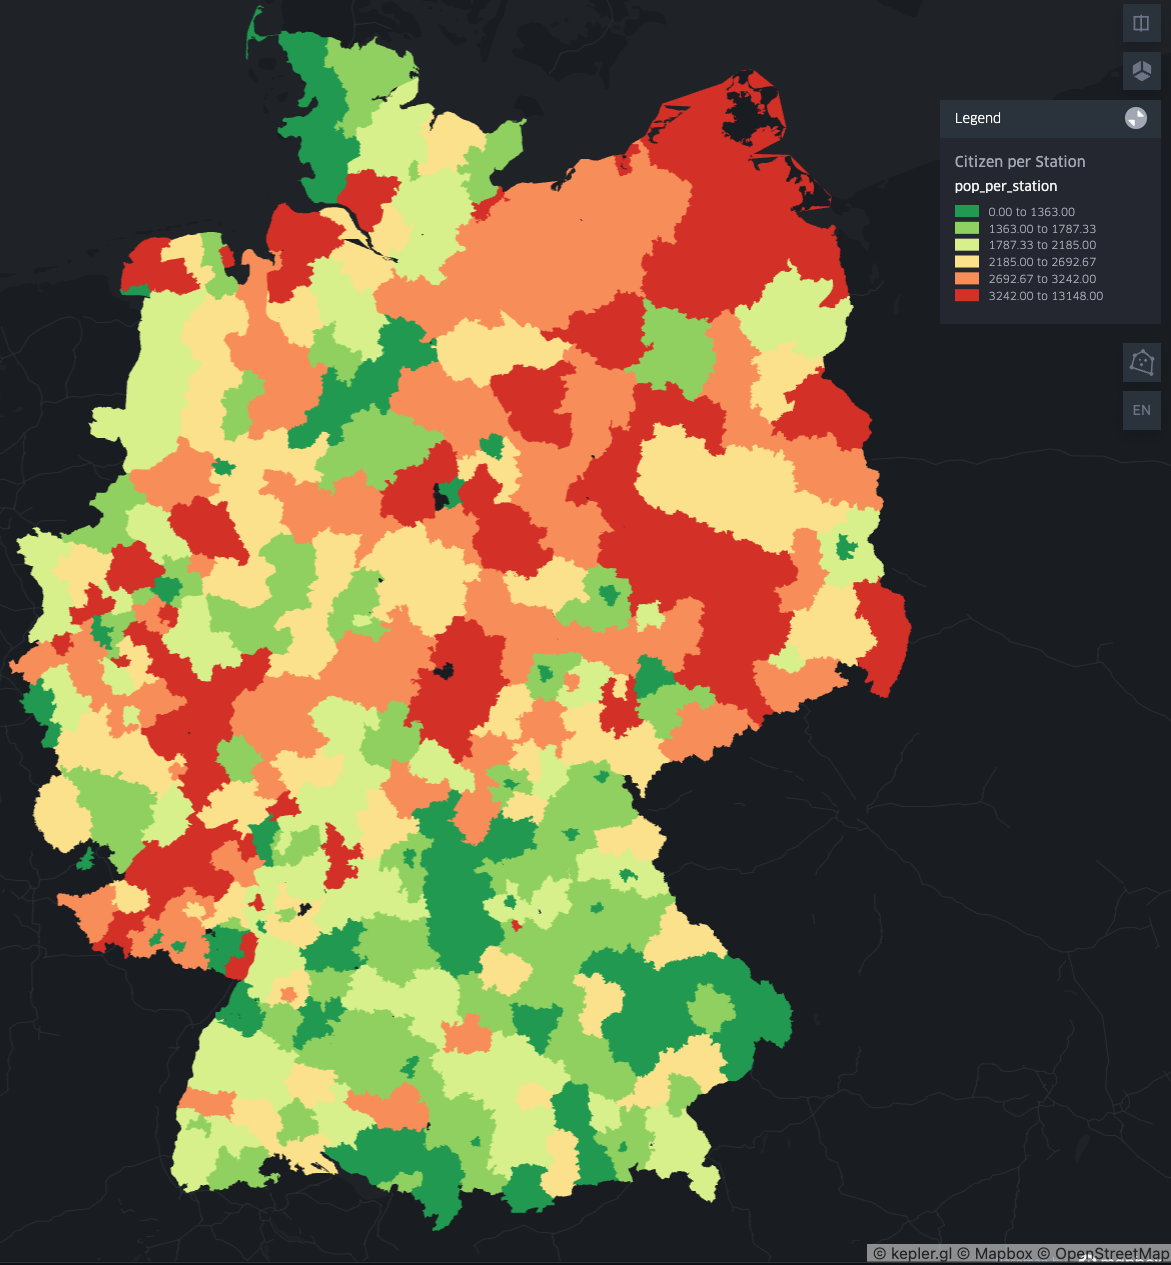 Legend
Citizen per Station
pop_per_station
0.00 to 1363.00
1363.00 to 1787.33
1787.33 to 2185.00
2185.00 to 2692.67
2692.67 to 3242.00
3242.00 to 13148.00
EN
© kepler.gl © Mapbox © OpenStreetMap